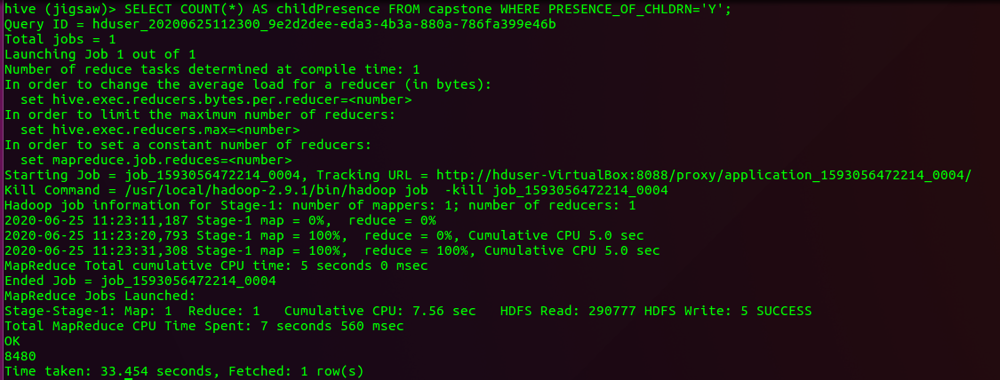 hive (jigsaw)> SELECT COUNT(*) AS childPresence FROM capstone WHERE PRESENCE_OF_CHLDRN='Y';
Query ID = hduser_20200625112300_9e2d2dee-eda3-4b3a-880a-786fa399e46b
Total jobs = 1
Launching Job 1 out of 1
Number of reduce tasks determined at compile time: 1
In order to change the average load for a reducer (in bytes):
  set hive.exec.reducers.bytes.per.reducer=<number>
In order to limit the maximum number of reducers:
  set hive.exec.reducers.max=<number>
In order to set a constant number of reducers:
  set mapreduce.job.reduces=<number>
Starting Job = job_1593056472214_0004, Tracking URL = http://hduser-VirtualBox:8088/proxy/application_1593056472214_0004/
Kill Command = /usr/local/hadoop-2.9.1/bin/hadoop job  -kill job_1593056472214_0004
Hadoop job information for Stage-1: number of mappers: 1; number of reducers: 1
2020-06-25 11:23:11,187 Stage-1 map = 0%,  reduce = 0%
2020-06-25 11:23:20,793 Stage-1 map = 100%,  reduce = 0%, Cumulative CPU 5.0 sec
2020-06-25 11:23:31,308 Stage-1 map = 100%,  reduce = 100%, Cumulative CPU 5.0 sec
MapReduce Total cumulative CPU time: 5 seconds 0 msec
Ended Job = job_1593056472214_0004
MapReduce Jobs Launched:
Stage-Stage-1: Map: 1  Reduce: 1   Cumulative CPU: 7.56 sec   HDFS Read: 290777 HDFS Write: 5 SUCCESS
Total MapReduce CPU Time Spent: 7 seconds 560 msec
OK
8480
Time taken: 33.454 seconds, Fetched: 1 row(s)